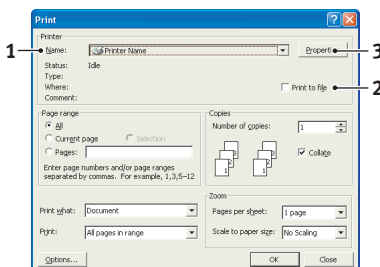 Print
Printer
1 Name: Printer Name Properti 3
Status: Idle
Type:
Where: Print to file 2
Comment:
Page range
All
Current page Selection
Pages:
Enter page numbers and/or page ranges
separated by commas. For example, 1,3,5–12
Copies
Number of copies: 1
Collate
Print what: Document
Print: All pages in range
Zoom
Pages per sheet: 1 page
Scale to paper size: No Scaling
Options... OK Close